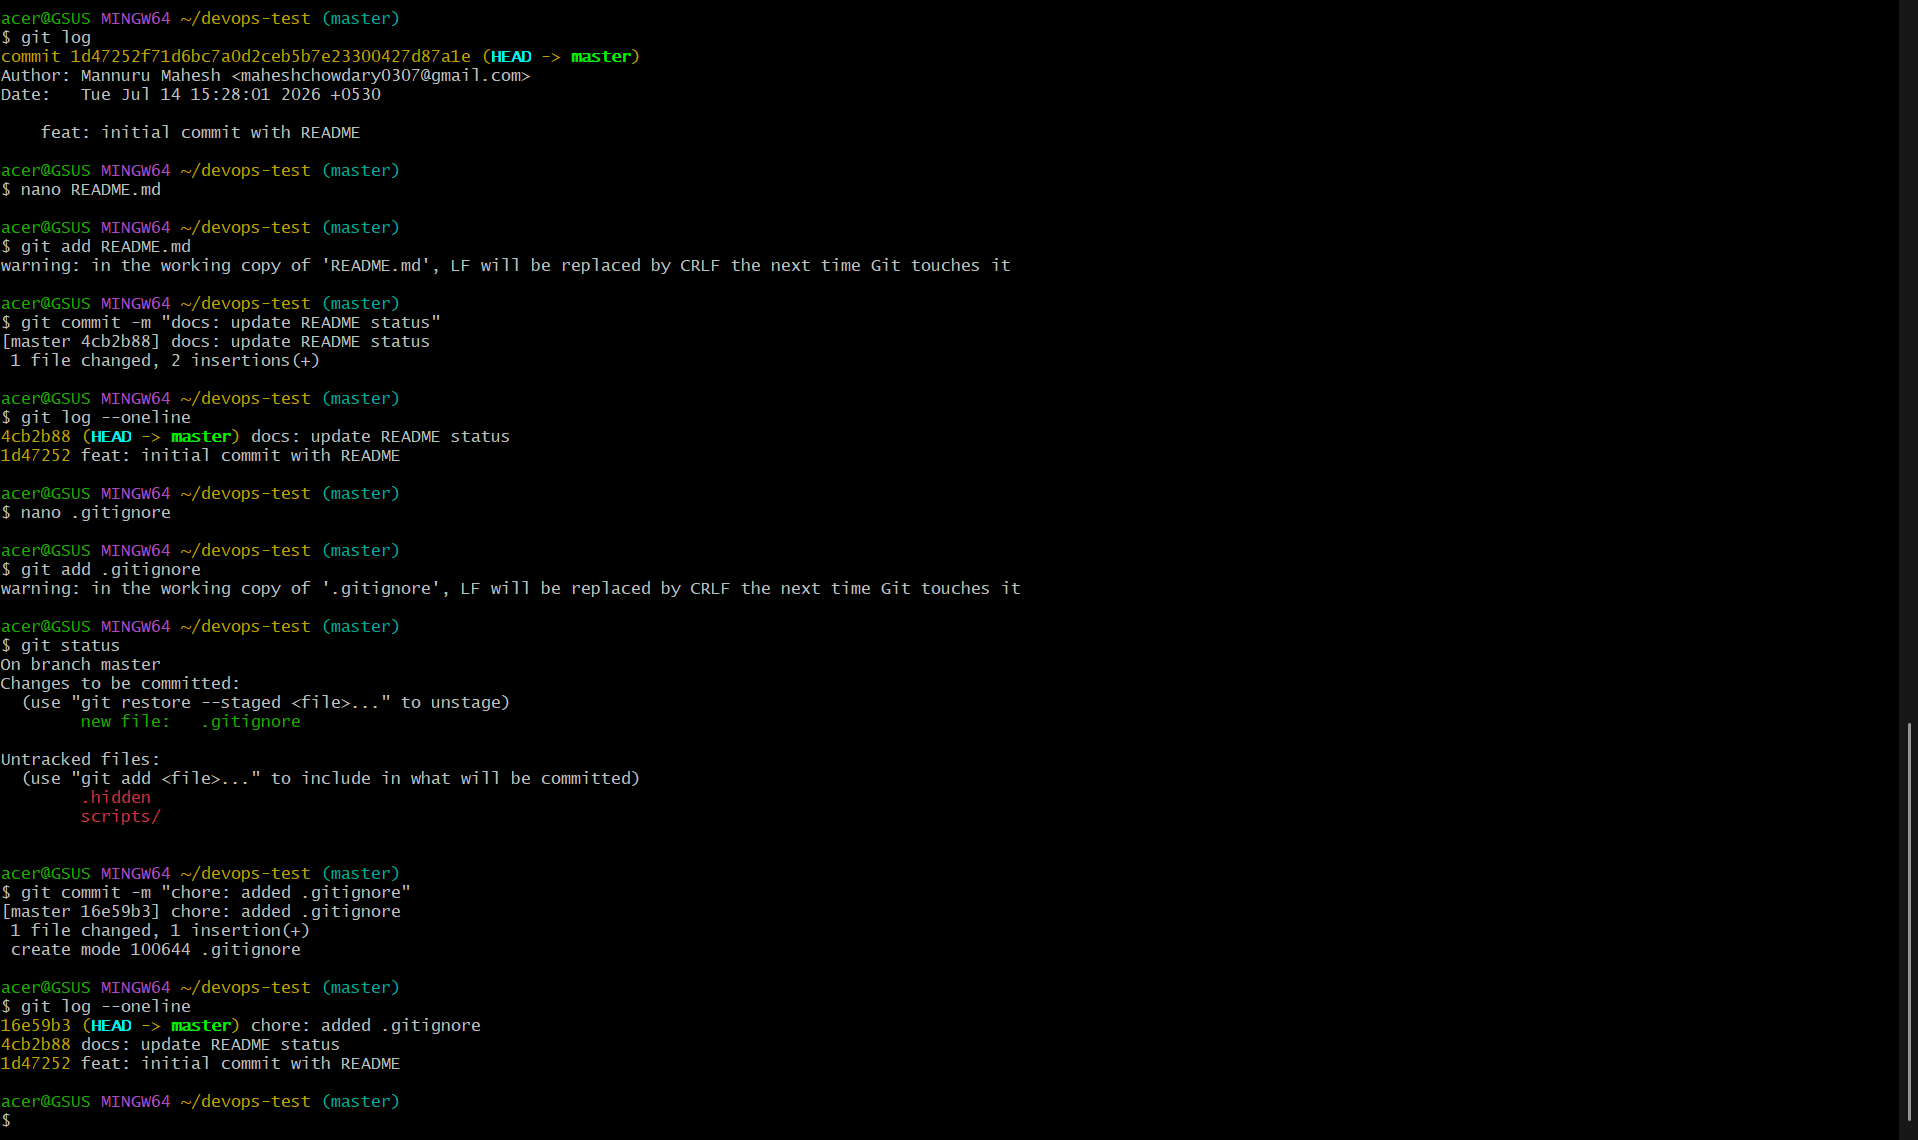 acer@GSUS MINGW64 ~/devops-test (master)
$ git log
commit 1d47252f71d6bc7a0d2ceb5b7e23300427d87a1e (HEAD -> master)
Author: Mannuru Mahesh <maheshchowdary0307@gmail.com>
Date:   Tue Jul 14 15:28:01 2026 +0530

    feat: initial commit with README

acer@GSUS MINGW64 ~/devops-test (master)
$ nano README.md

acer@GSUS MINGW64 ~/devops-test (master)
$ git add README.md
warning: in the working copy of 'README.md', LF will be replaced by CRLF the next time Git touches it

acer@GSUS MINGW64 ~/devops-test (master)
$ git commit -m "docs: update README status"
[master 4cb2b88] docs: update README status
 1 file changed, 2 insertions(+)

acer@GSUS MINGW64 ~/devops-test (master)
$ git log --oneline
4cb2b88 (HEAD -> master) docs: update README status
1d47252 feat: initial commit with README

acer@GSUS MINGW64 ~/devops-test (master)
$ nano .gitignore

acer@GSUS MINGW64 ~/devops-test (master)
$ git add .gitignore
warning: in the working copy of '.gitignore', LF will be replaced by CRLF the next time Git touches it

acer@GSUS MINGW64 ~/devops-test (master)
$ git status
On branch master
Changes to be committed:
  (use "git restore --staged <file>..." to unstage)
        new file:   .gitignore

Untracked files:
  (use "git add <file>..." to include in what will be committed)
        .hidden
        scripts/


acer@GSUS MINGW64 ~/devops-test (master)
$ git commit -m "chore: added .gitignore"
[master 16e59b3] chore: added .gitignore
 1 file changed, 1 insertion(+)
 create mode 100644 .gitignore

acer@GSUS MINGW64 ~/devops-test (master)
$ git log --oneline
16e59b3 (HEAD -> master) chore: added .gitignore
4cb2b88 docs: update README status
1d47252 feat: initial commit with README

acer@GSUS MINGW64 ~/devops-test (master)
$